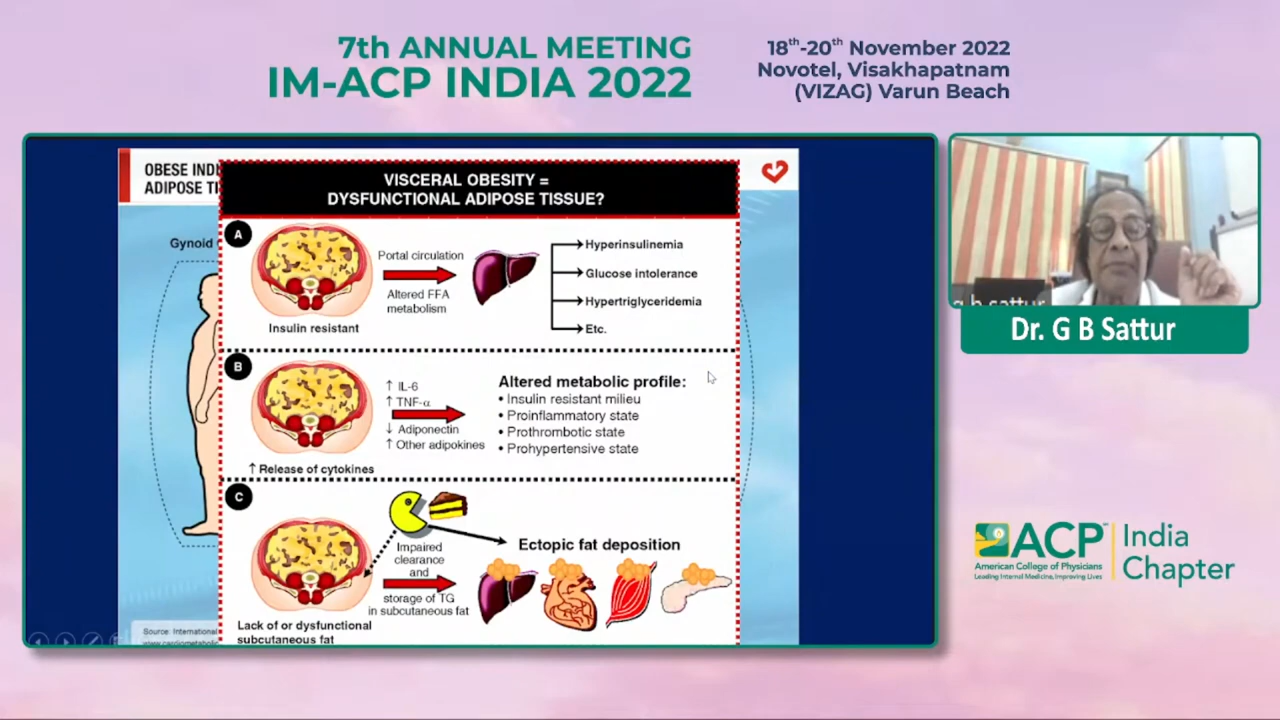 7th ANNUAL MEETING
IM-ACP INDIA 2022
18th-20th November 2022
Novotel, Visakhapatnam
(VIZAG) Varun Beach
OBESE IND
ADIPOSE TI
Gynoid
VISCERAL OBESITY =
DYSFUNCTIONAL ADIPOSE TISSUE?
A
Insulin resistant
Portal circulation
Altered FFA
metabolism
Hyperinsulinemia
Glucose intolerance
Hypertriglyceridemia
Etc.
B
↑ Release of cytokines
↑ IL-6
↑ TNF-α
↓ Adiponectin
↑ Other adipokines
Altered metabolic profile:
• Insulin resistant milieu
• Proinflammatory state
• Prothrombotic state
• Prohypertensive state
C
Lack of or dysfunctional
subcutaneous fat
Impaired
clearance
and
storage of TG
in subcutaneous fat
Ectopic fat deposition
Source: International
g b sattur
Dr. G B Sattur
ACP
American College of Physicians
Leading Internal Medicine, Improving Lives
India
Chapter